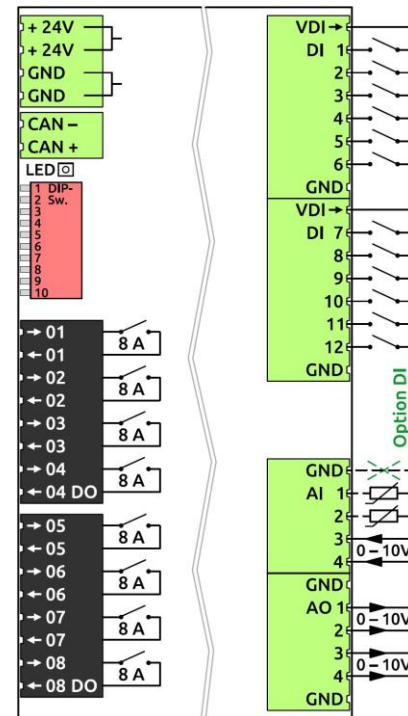 + 24V
+ 24V
GND
GND
CAN –
CAN +
LED
1 DIP-
2 Sw.
3
4
5
6
7
8
9
10
→ 01
← 01
8 A
→ 02
← 02
8 A
→ 03
← 03
8 A
→ 04
← 04 DO
8 A
→ 05
← 05
8 A
→ 06
← 06
8 A
→ 07
← 07
8 A
→ 08
← 08 DO
8 A
VDI →
DI 1
2
3
4
5
6
GND
VDI →
DI 7
8
9
10
11
12
GND
Option DI
GND
AI 1
2
3
0 – 10V
4
GND
AO 1
0 – 10V
2
3
0 – 10V
4
GND